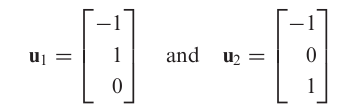 u₁ = [-1 1 0] and u₂ = [-1 0 1]